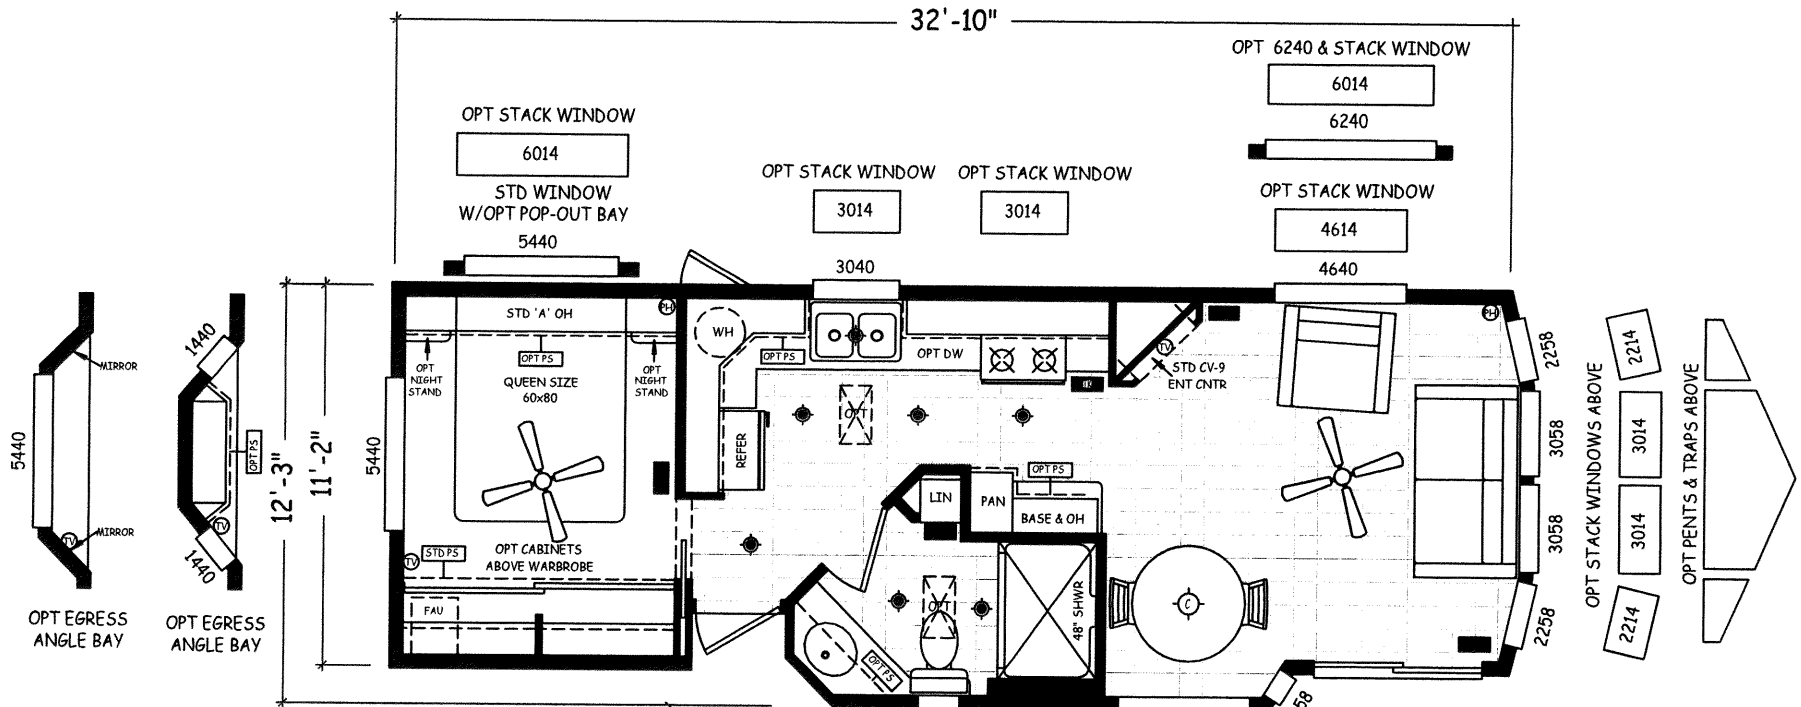 32'-10"
OPT 6240 & STACK WINDOW
6014
6240
OPT STACK WINDOW
6014
STD WINDOW
W/OPT POP-OUT BAY
5440
OPT STACK WINDOW
3014
3040
OPT STACK WINDOW
3014
OPT STACK WINDOW
4614
4640
5440
MIRROR
MIRROR
TV
OPT EGRESS
ANGLE BAY
1440
OPT PS
TV
1440
OPT EGRESS
ANGLE BAY
12'-3"
11'-2"
5440
STD 'A' OH
PH
OPT PS
OPT
NIGHT
STAND
OPT
NIGHT
STAND
QUEEN SIZE
60x80
TV
STD PS
OPT CABINETS
ABOVE WARBROBE
FAU
WH
OPT PS
OPT DW
REFER
OPT
TV
STD CV-9
ENT CNTR
PH
LIN
PAN
OPT PS
BASE & OH
OPT
48" SHWR
OPT PS
C
2258
3058
3058
2258
58
OPT STACK WINDOWS ABOVE
2214
3014
3014
2214
OPT PENTS & TRAPS ABOVE